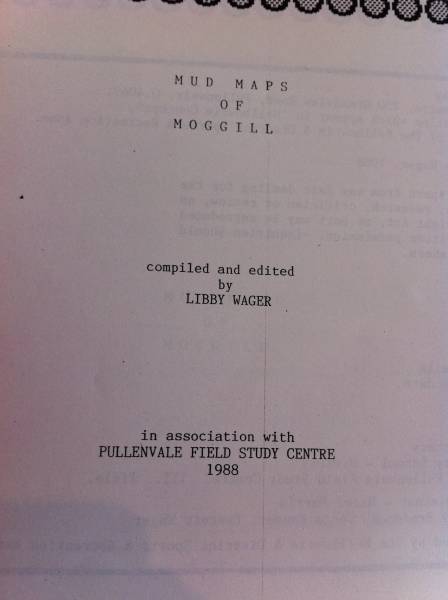 MUD MAPS
OF
MOGGILL
compiled and edited
by
LIBBY WAGER
in association with
PULLENVALE FIELD STUDY CENTRE
1988